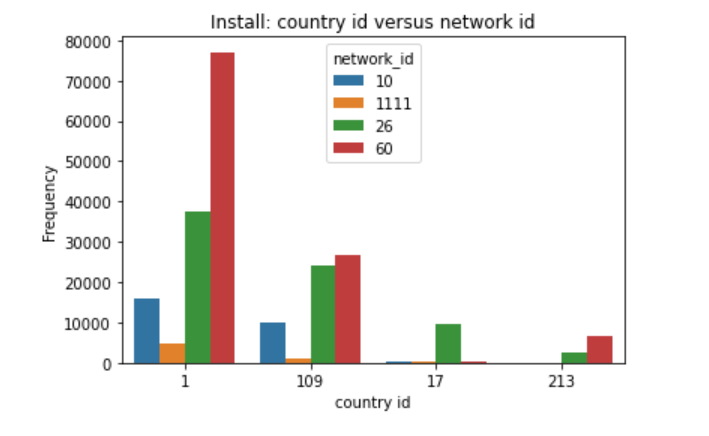 Install: country id versus network id
80000
70000
60000
50000
40000
30000
20000
10000
0
Frequency
network_id
10
1111
26
60
1 109 17 213
country id